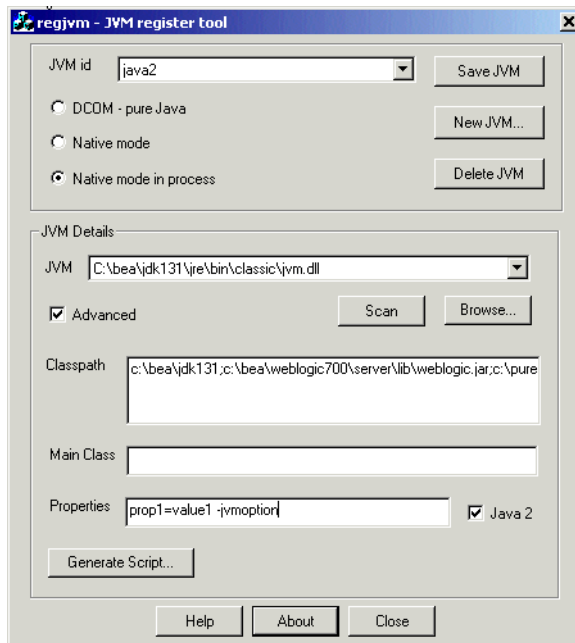 regjvm - JVM register tool
JVM id
java2
Save JVM
DCOM - pure Java
New JVM...
Native mode
Delete JVM
Native mode in process
JVM Details
JVM
C:\bea\jdk131\jre\bin\classic\jvm.dll
Advanced
Scan
Browse...
Classpath
c:\bea\jdk131;c:\bea\weblogic700\server\lib\weblogic.jar;c:\pure
Main Class
Properties
prop1=value1 -jvmoption
Java 2
Generate Script...
Help
About
Close